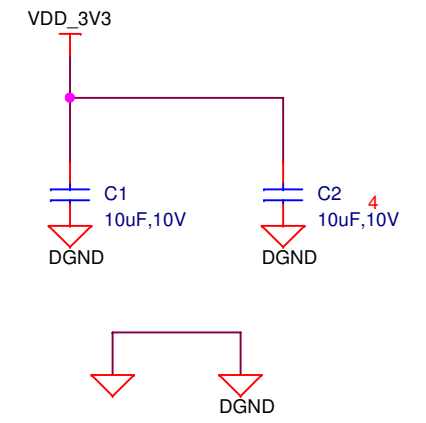 VDD_3V3
C1
10uF,10V
DGND
C2
4
10uF,10V
DGND
DGND